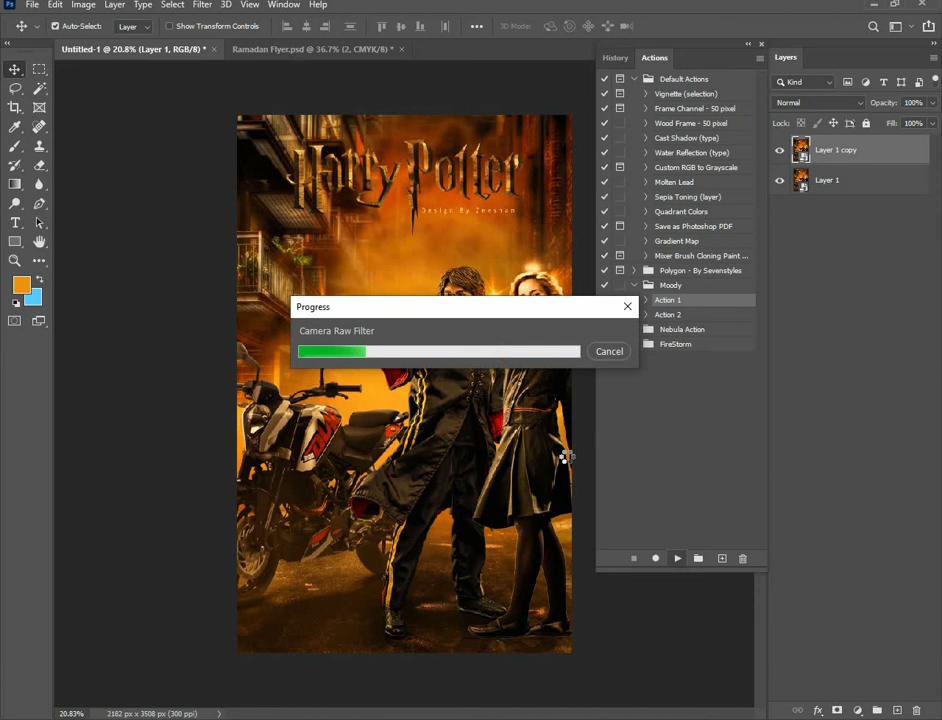 Ps File Edit Image Layer Type Select Filter 3D View Window Help
Auto-Select: Layer Show Transform Controls 3D Mode:
Untitled-1 @ 20.8% (Layer 1, RGB/8) * × Ramadan Flyer.psd @ 36.7% (2, CMYK/8) * ×
History Actions
Default Actions
Vignette (selection)
Frame Channel - 50 pixel
Wood Frame - 50 pixel
Cast Shadow (type)
Water Reflection (type)
Custom RGB to Grayscale
Molten Lead
Sepia Toning (layer)
Quadrant Colors
Save as Photoshop PDF
Gradient Map
Mixer Brush Cloning Paint ...
Polygon - By Sevenstyles
Moody
Action 1
Action 2
Nebula Action
FireStorm
Layers
Kind
Normal Opacity: 100%
Lock: Fill: 100%
Layer 1 copy
Layer 1
Harry Potter
Design By Zeeshan
Progress
Camera Raw Filter
Cancel
20.83% 2182 px x 3508 px (300 ppi)